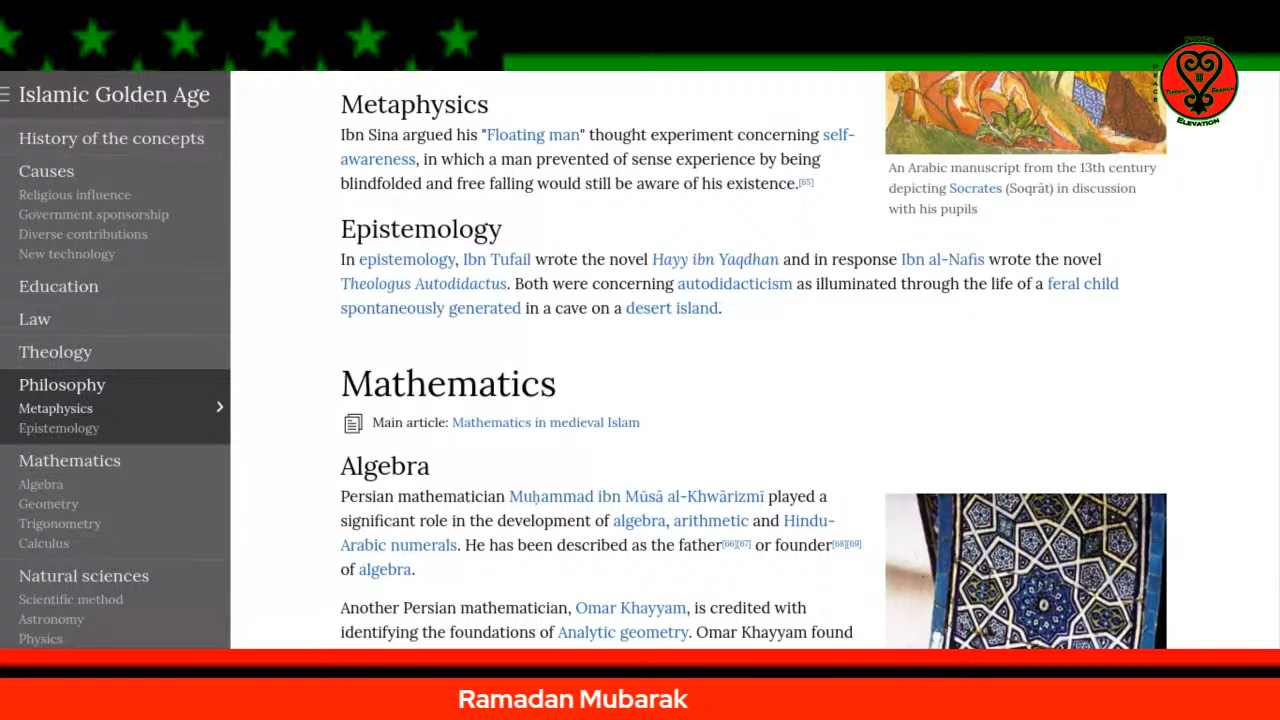 POWER
PEACE
Elevation
☰ Islamic Golden Age
History of the concepts
Causes
Religious influence
Government sponsorship
Diverse contributions
New technology
Education
Law
Theology
Philosophy
Metaphysics
Epistemology
Mathematics
Algebra
Geometry
Trigonometry
Calculus
Natural sciences
Scientific method
Astronomy
Physics
Metaphysics
Ibn Sina argued his "Floating man" thought experiment concerning self-
awareness, in which a man prevented of sense experience by being
blindfolded and free falling would still be aware of his existence.[65]
An Arabic manuscript from the 13th century
depicting Socrates (Soqrāt) in discussion
with his pupils
Epistemology
In epistemology, Ibn Tufail wrote the novel Hayy ibn Yaqdhan and in response Ibn al-Nafis wrote the novel
Theologus Autodidactus. Both were concerning autodidacticism as illuminated through the life of a feral child
spontaneously generated in a cave on a desert island.
Mathematics
Main article: Mathematics in medieval Islam
Algebra
Persian mathematician Muḥammad ibn Mūsā al-Khwārizmī played a
significant role in the development of algebra, arithmetic and Hindu-
Arabic numerals. He has been described as the father[66][67] or founder[68][69]
of algebra.
Another Persian mathematician, Omar Khayyam, is credited with
identifying the foundations of Analytic geometry. Omar Khayyam found
Ramadan Mubarak